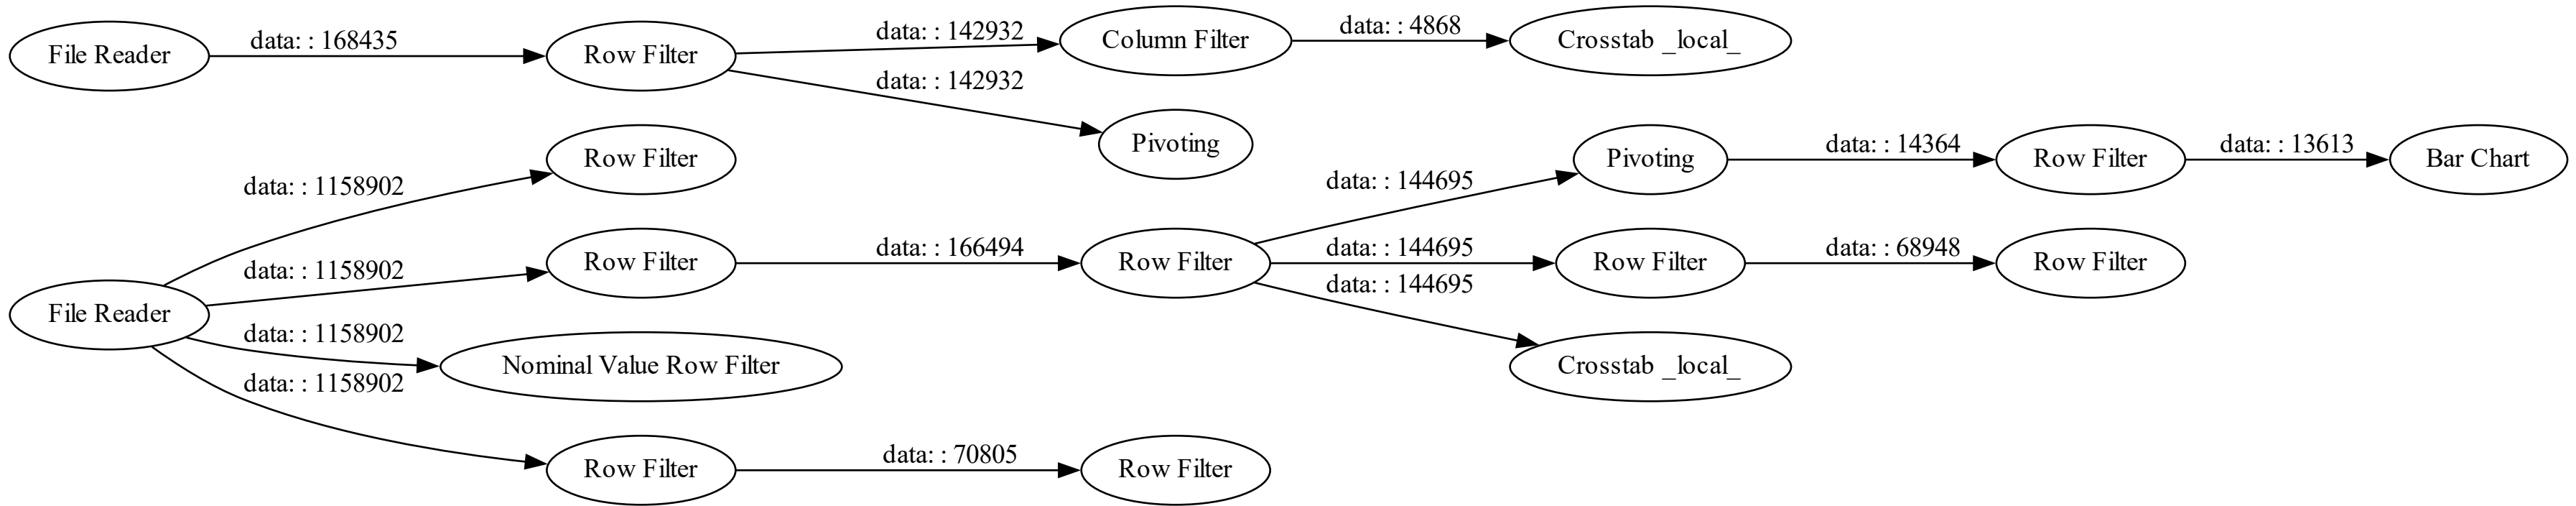 File Reader
data: : 168435
Row Filter
data: : 142932
Column Filter
data: : 4868
Crosstab _local_
data: : 142932
Pivoting
File Reader
data: : 1158902
Row Filter
data: : 1158902
Row Filter
data: : 166494
Row Filter
data: : 144695
Pivoting
data: : 14364
Row Filter
data: : 13613
Bar Chart
data: : 144695
Row Filter
data: : 68948
Row Filter
data: : 144695
Crosstab _local_
data: : 1158902
Nominal Value Row Filter
data: : 1158902
Row Filter
data: : 70805
Row Filter